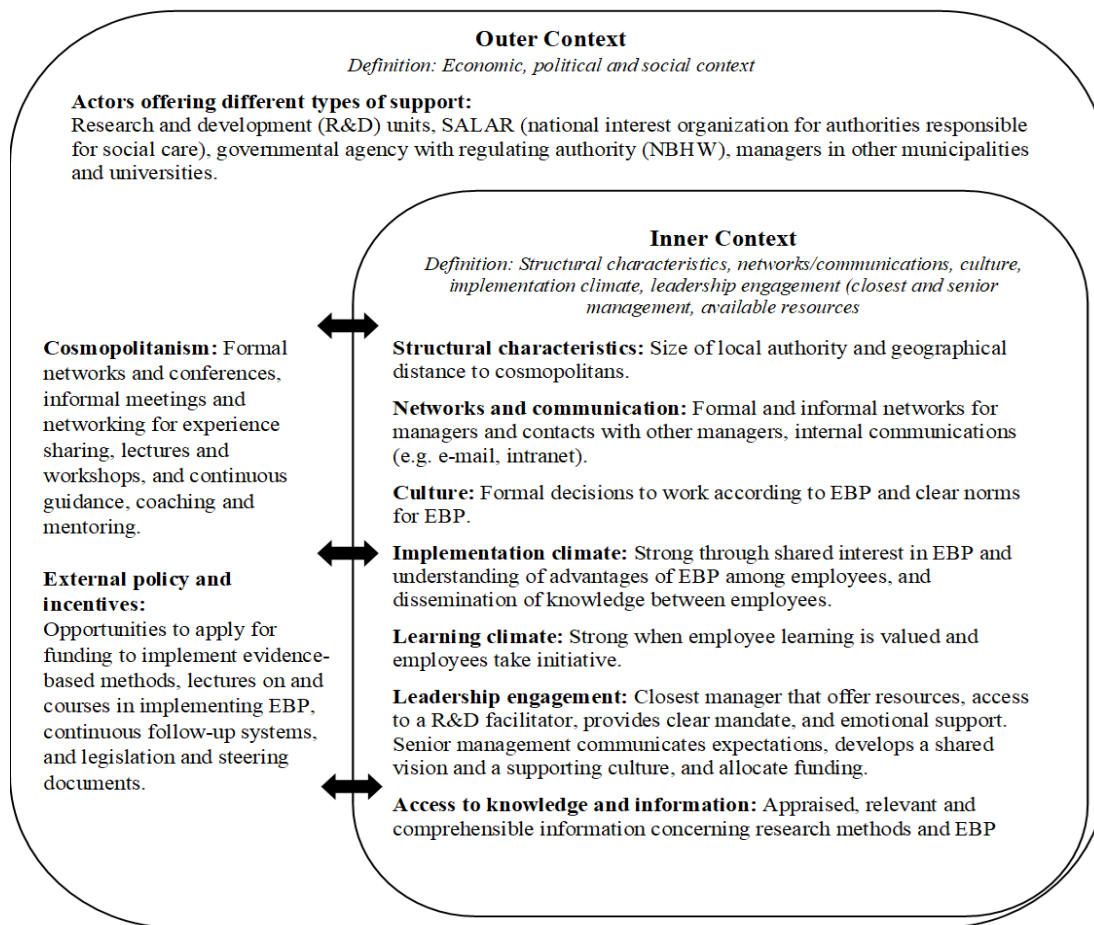 Outer Context
Definition: Economic, political and social context
Actors offering different types of support:
Research and development (R&D) units, SALAR (national interest organization for authorities responsible
for social care), governmental agency with regulating authority (NBHW), managers in other municipalities
and universities.
Cosmopolitanism: Formal
networks and conferences,
informal meetings and
networking for experience
sharing, lectures and
workshops, and continuous
guidance, coaching and
mentoring.
External policy and
incentives:
Opportunities to apply for
funding to implement evidence-
based methods, lectures on and
courses in implementing EBP,
continuous follow-up systems,
and legislation and steering
documents.
Inner Context
Definition: Structural characteristics, networks/communications, culture,
implementation climate, leadership engagement (closest and senior
management, available resources
Structural characteristics: Size of local authority and geographical
distance to cosmopolitans.
Networks and communication: Formal and informal networks for
managers and contacts with other managers, internal communications
(e.g. e-mail, intranet).
Culture: Formal decisions to work according to EBP and clear norms
for EBP.
Implementation climate: Strong through shared interest in EBP and
understanding of advantages of EBP among employees, and
dissemination of knowledge between employees.
Learning climate: Strong when employee learning is valued and
employees take initiative.
Leadership engagement: Closest manager that offer resources, access
to a R&D facilitator, provides clear mandate, and emotional support.
Senior management communicates expectations, develops a shared
vision and a supporting culture, and allocate funding.
Access to knowledge and information: Appraised, relevant and
comprehensible information concerning research methods and EBP